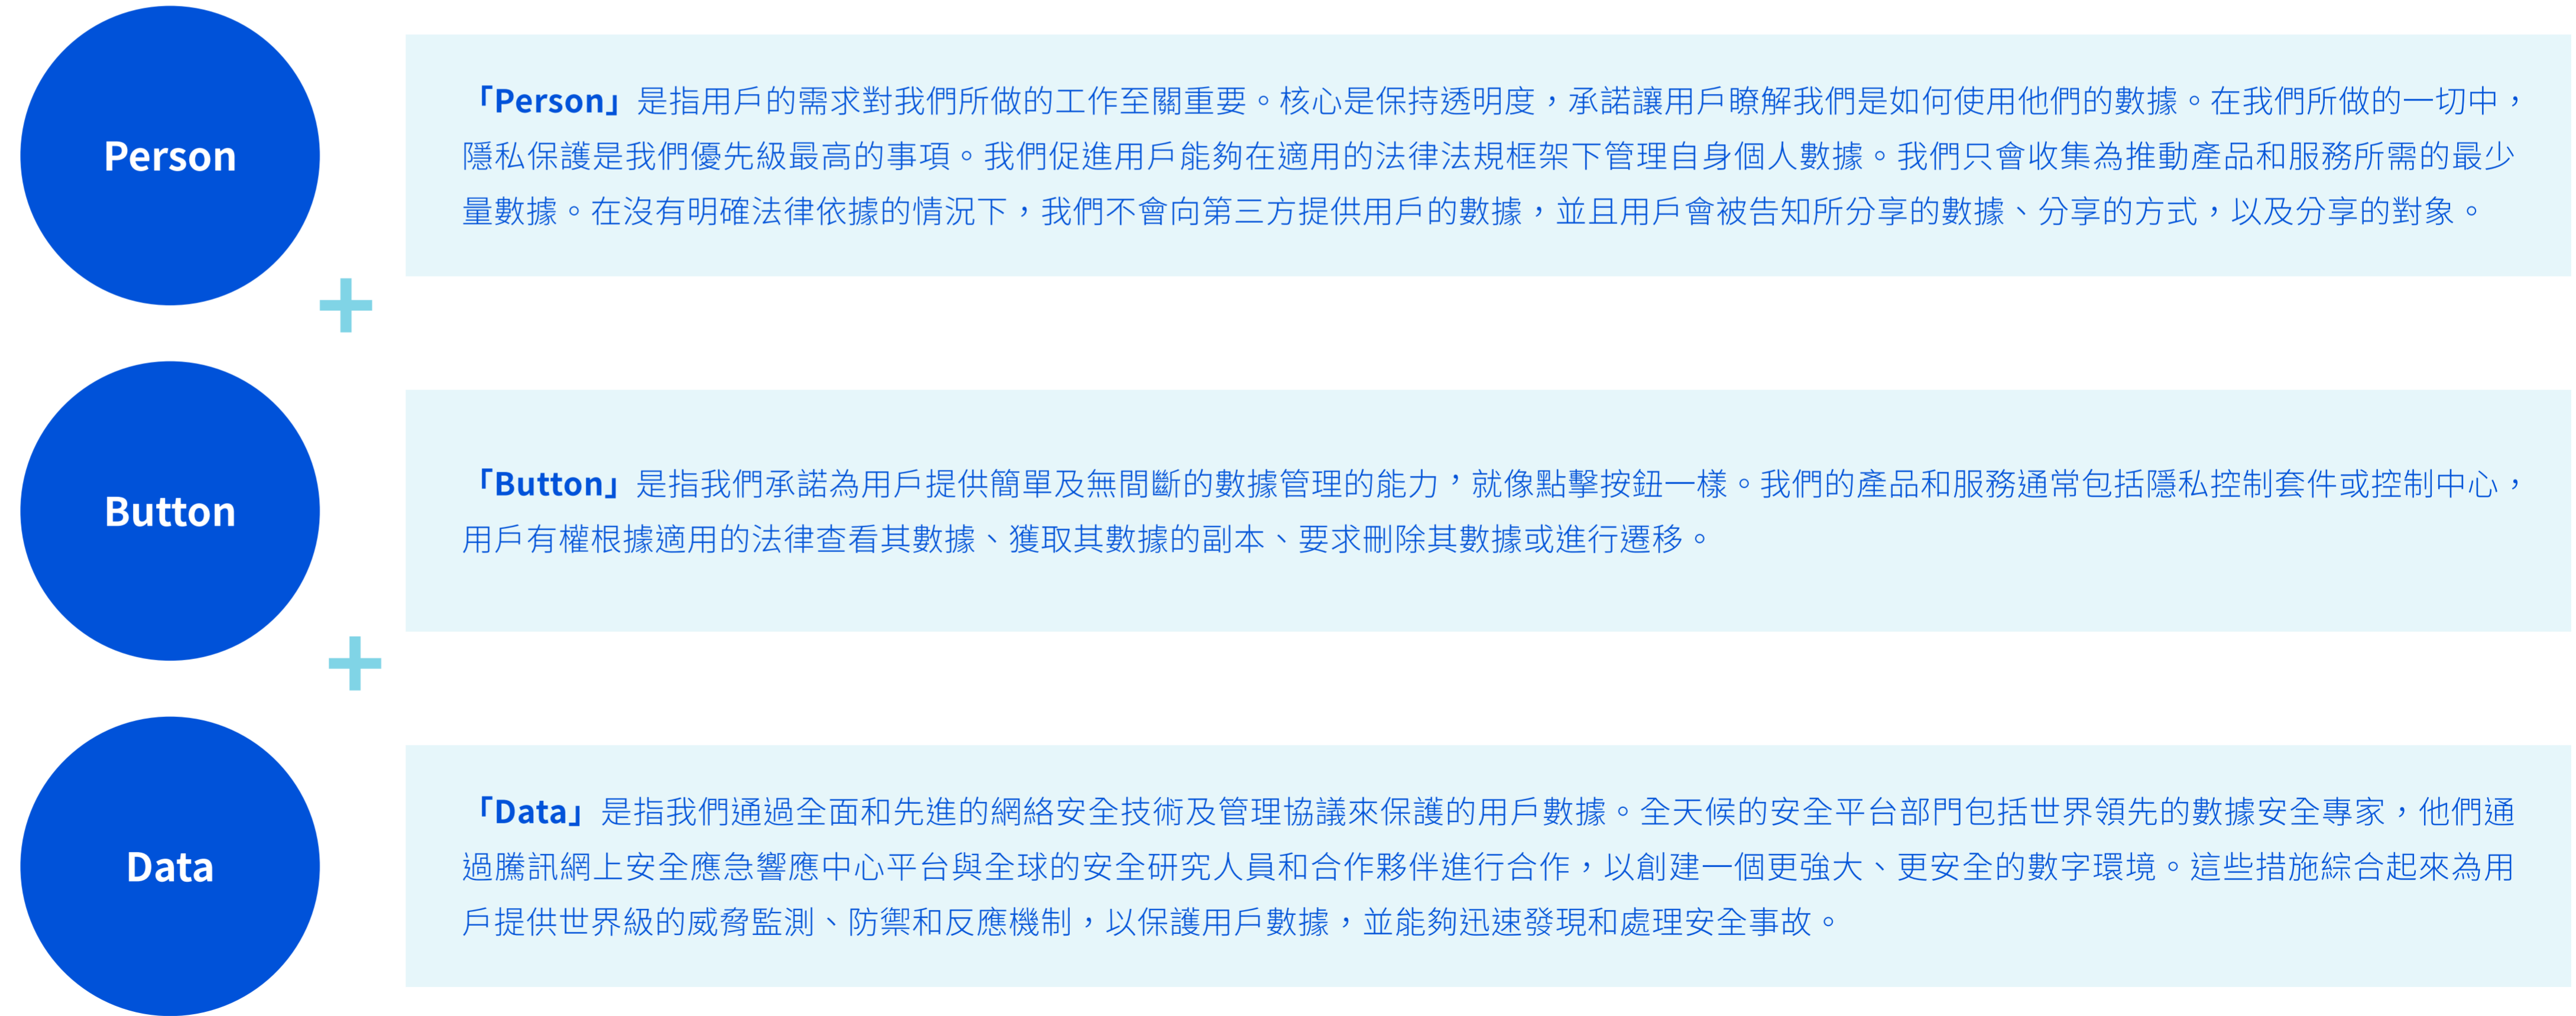 Person
「Person」是指用戶的需求對我們所做的工作至關重要。核心是保持透明度，承諾讓用戶瞭解我們是如何使用他們的數據。在我們所做的一切中，
隱私保護是我們優先級最高的事項。我們促進用戶能夠在適用的法律法規框架下管理自身個人數據。我們只會收集為推動產品和服務所需的最少
量數據。在沒有明確法律依據的情況下，我們不會向第三方提供用戶的數據，並且用戶會被告知所分享的數據、分享的方式，以及分享的對象。
+
Button
「Button」是指我們承諾為用戶提供簡單及無間斷的數據管理的能力，就像點擊按鈕一樣。我們的產品和服務通常包括隱私控制套件或控制中心，
用戶有權根據適用的法律查看其數據、獲取其數據的副本、要求刪除其數據或進行遷移。
+
Data
「Data」是指我們通過全面和先進的網絡安全技術及管理協議來保護的用戶數據。全天候的安全平台部門包括世界領先的數據安全專家，他們通
過騰訊網上安全應急響應中心平台與全球的安全研究人員和合作夥伴進行合作，以創建一個更強大、更安全的數字環境。這些措施綜合起來為用
戶提供世界級的威脅監測、防禦和反應機制，以保護用戶數據，並能夠迅速發現和處理安全事故。